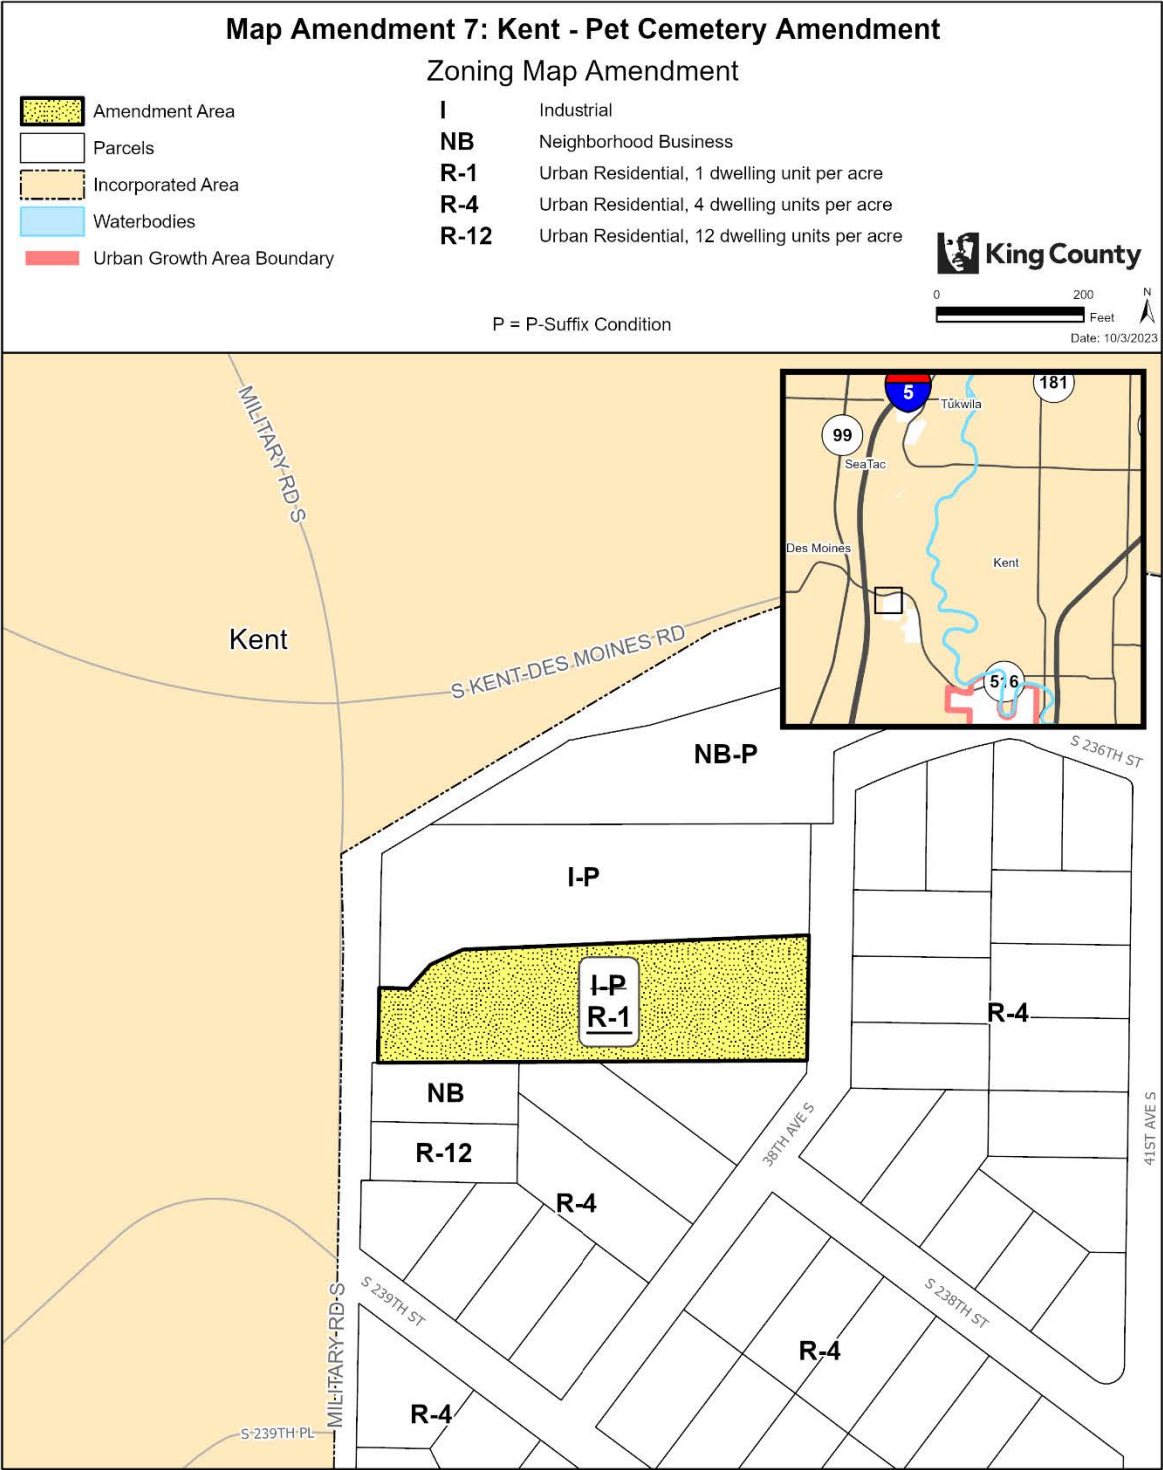 Map Amendment 7: Kent - Pet Cemetery Amendment
Zoning Map Amendment
Amendment Area
Parcels
Incorporated Area
Waterbodies
Urban Growth Area Boundary
I Industrial
NB Neighborhood Business
R-1 Urban Residential, 1 dwelling unit per acre
R-4 Urban Residential, 4 dwelling units per acre
R-12 Urban Residential, 12 dwelling units per acre
P = P-Suffix Condition
King County
0 200
Feet
N
Date: 10/3/2023
5
181
Tukwila
99
SeaTac
Des Moines
Kent
516
MILITARY RD S
Kent
S KENT-DES MOINES RD
NB-P
S 236TH ST
I-P
I-P
R-1
R-4
NB
R-12
38TH AVE S
41ST AVE S
R-4
S 239TH ST
S 238TH ST
MILITARY RD S
R-4
R-4
S 239TH PL